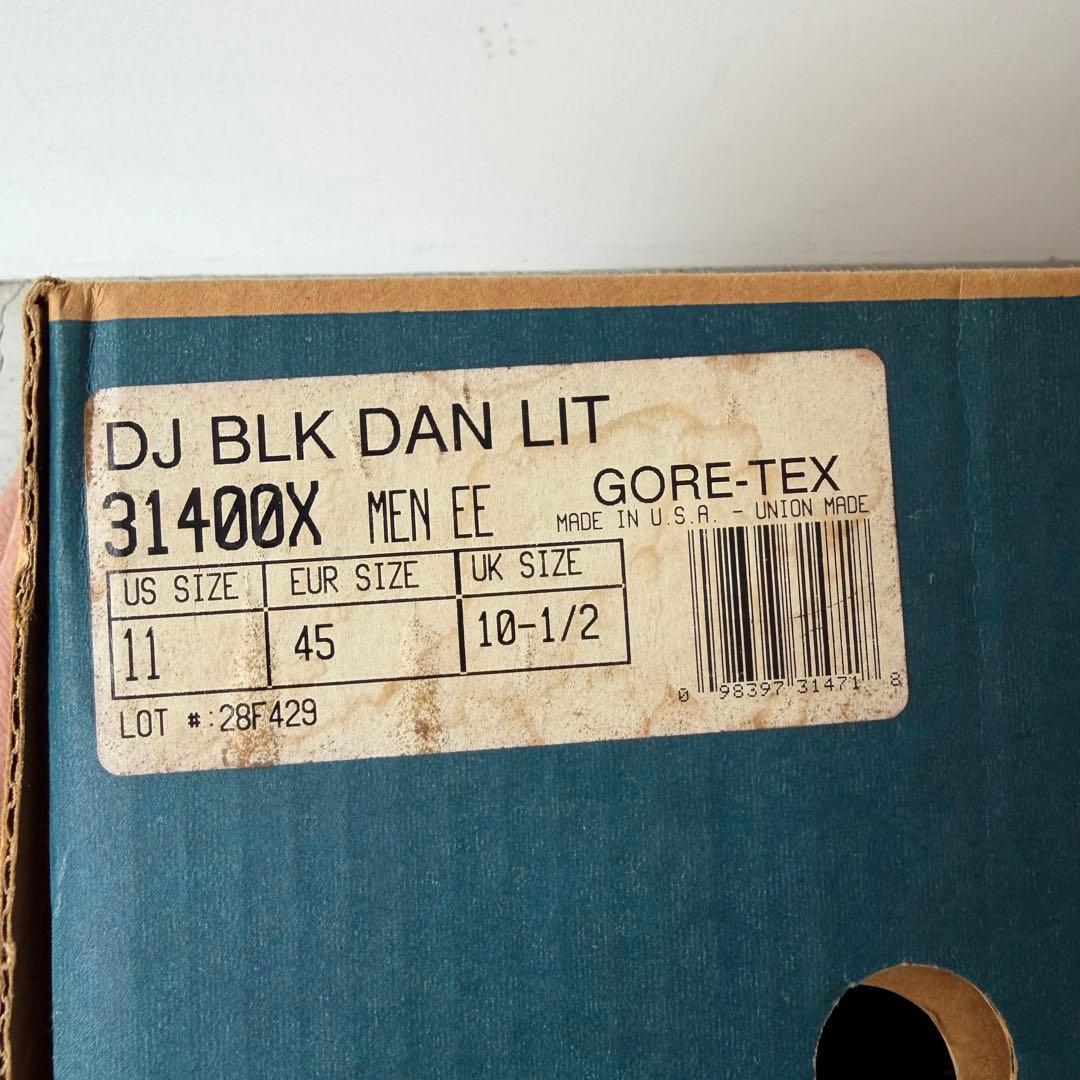 DJ BLK DAN LIT
31400X MEN EE
GORE-TEX
MADE IN U.S.A. - UNION MADE
US SIZE EUR SIZE UK SIZE
11 45 10-1/2
0 98397 31471 8
LOT #:28F429